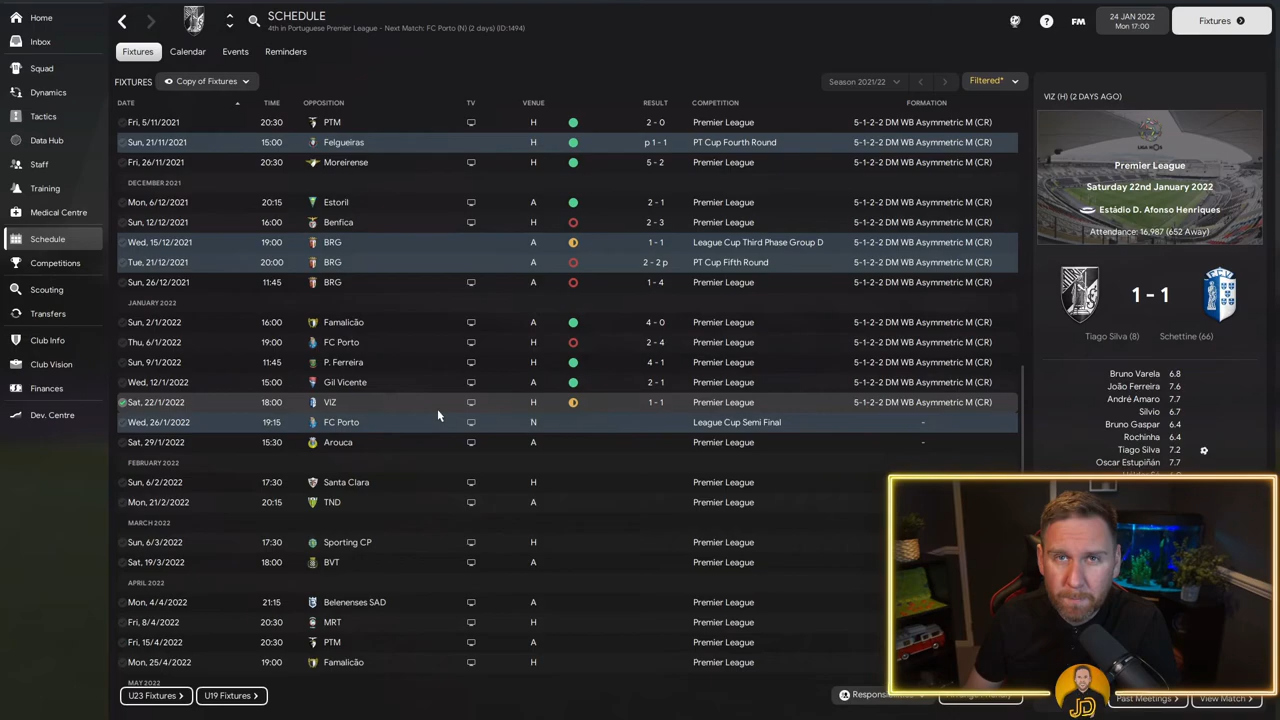 Home
Inbox
Squad
Dynamics
Tactics
Data Hub
Staff
Training
Medical Centre
Schedule
Competitions
Scouting
Transfers
Club Info
Club Vision
Finances
Dev. Centre
SCHEDULE
4th in Portuguese Premier League - Next Match: FC Porto (N) (2 days) (ID:1494)
? FM 24 JAN 2022
Mon 17:00
Fixtures
Fixtures Calendar Events Reminders
FIXTURES Copy of Fixtures Season 2021/22 Filtered*
DATE TIME OPPOSITION TV VENUE RESULT COMPETITION FORMATION
Fri, 5/11/2021 20:30 PTM H 2 - 0 Premier League 5-1-2-2 DM WB Asymmetric M (CR)
Sun, 21/11/2021 15:00 Felgueiras H p 1 - 1 PT Cup Fourth Round 5-1-2-2 DM WB Asymmetric M (CR)
Fri, 26/11/2021 20:30 Moreirense H 5 - 2 Premier League 5-1-2-2 DM WB Asymmetric M (CR)
DECEMBER 2021
Mon, 6/12/2021 20:15 Estoril A 2 - 1 Premier League 5-1-2-2 DM WB Asymmetric M (CR)
Sun, 12/12/2021 16:00 Benfica H 2 - 3 Premier League 5-1-2-2 DM WB Asymmetric M (CR)
Wed, 15/12/2021 19:00 BRG A 1 - 1 League Cup Third Phase Group D 5-1-2-2 DM WB Asymmetric M (CR)
Tue, 21/12/2021 20:00 BRG A 2 - 2 p PT Cup Fifth Round 5-1-2-2 DM WB Asymmetric M (CR)
Sun, 26/12/2021 11:45 BRG A 1 - 4 Premier League 5-1-2-2 DM WB Asymmetric M (CR)
JANUARY 2022
Sun, 2/1/2022 16:00 Famalicão A 4 - 0 Premier League 5-1-2-2 DM WB Asymmetric M (CR)
Thu, 6/1/2022 19:00 FC Porto H 2 - 4 Premier League 5-1-2-2 DM WB Asymmetric M (CR)
Sun, 9/1/2022 11:45 P. Ferreira A 4 - 1 Premier League 5-1-2-2 DM WB Asymmetric M (CR)
Wed, 12/1/2022 15:00 Gil Vicente A 2 - 1 Premier League 5-1-2-2 DM WB Asymmetric M (CR)
Sat, 22/1/2022 18:00 VIZ H 1 - 1 Premier League 5-1-2-2 DM WB Asymmetric M (CR)
Wed, 26/1/2022 19:15 FC Porto N League Cup Semi Final -
Sat, 29/1/2022 15:30 Arouca A Premier League -
FEBRUARY 2022
Sun, 6/2/2022 17:30 Santa Clara H Premier League
Mon, 21/2/2022 20:15 TND A Premier League
MARCH 2022
Sun, 6/3/2022 17:30 Sporting CP H Premier League
Sat, 19/3/2022 18:00 BVT A Premier League
APRIL 2022
Mon, 4/4/2022 21:15 Belenenses SAD A Premier League
Fri, 8/4/2022 20:30 MRT H Premier League
Fri, 15/4/2022 20:30 PTM A Premier League
Mon, 25/4/2022 19:00 Famalicão H Premier League
MAY 2022
U23 Fixtures > U19 Fixtures >
VIZ (H) (2 DAYS AGO)
Premier League
Saturday 22nd January 2022
Estádio D. Afonso Henriques
Attendance: 16,987 (652 Away)
1 - 1
Tiago Silva (8) Schettine (66)
Bruno Varela 6.8
João Ferreira 7.6
André Amaro 7.7
Silvio 6.7
Bruno Gaspar 6.4
Rochinha 6.4
Tiago Silva 7.2
Oscar Estupiñán 7.7
JD
Past Meetings > View Match >